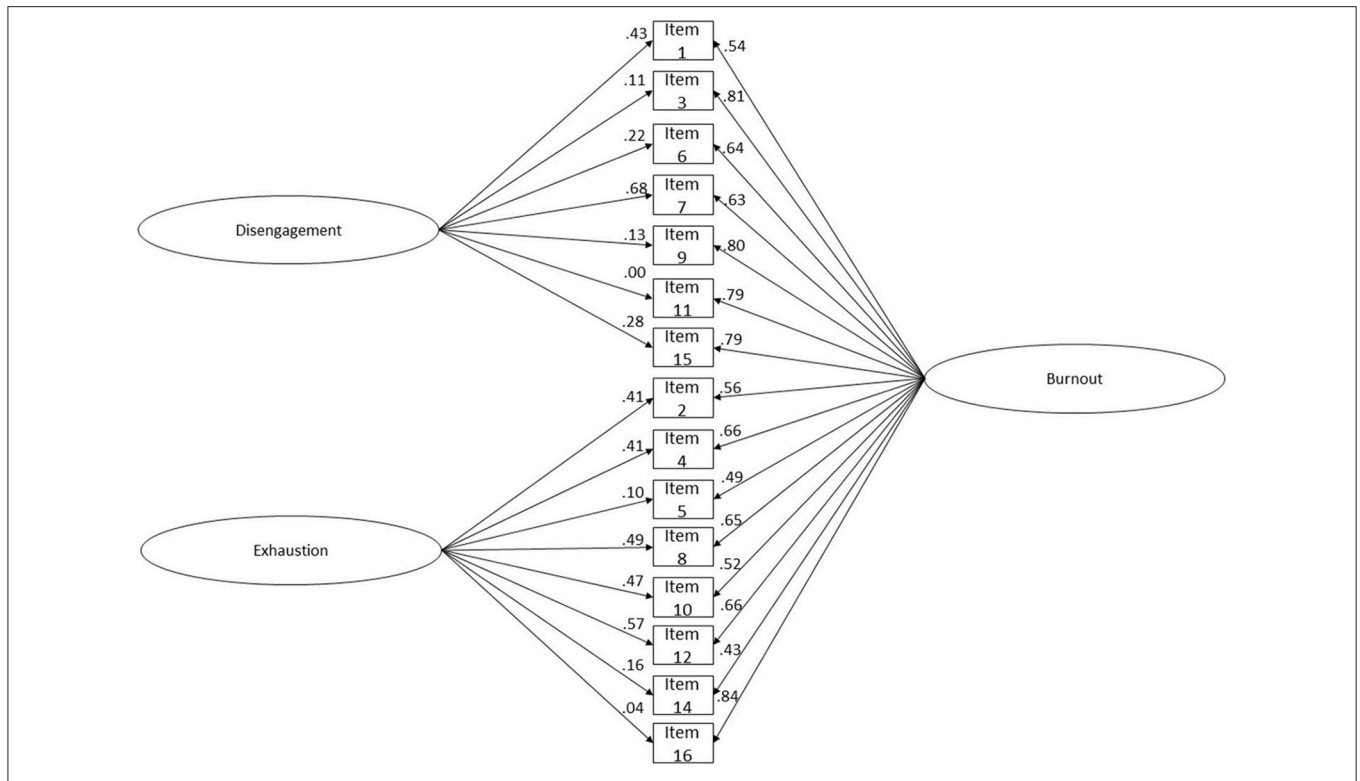 .43 Item .54
1
.11 Item .81
3
.22 Item .64
6
.68 Item .63
7
Disengagement
.13 Item .80
9
.00 Item .79
11
.28 Item .79
15
Burnout
.41 Item .56
2
.41 Item .66
4
.10 Item .49
5
Exhaustion
.49 Item .65
8
.47 Item .52
10
.57 Item .66
12
.16 Item .43
14
.04 Item .84
16